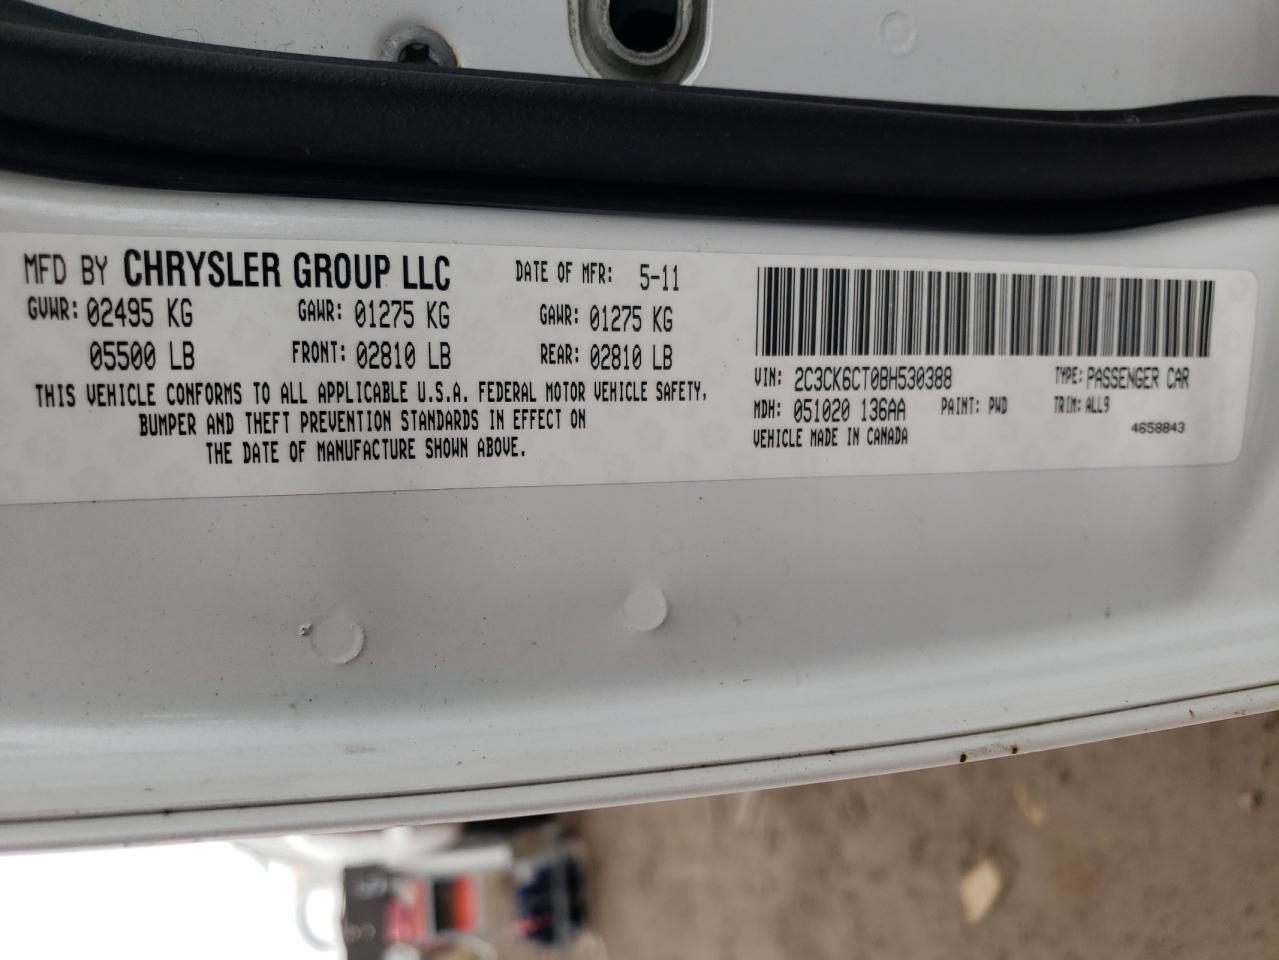 MFD BY CHRYSLER GROUP LLC DATE OF MFR: 5-11
GVWR: 02495 KG GAWR: 01275 KG GAWR: 01275 KG
05500 LB FRONT: 02810 LB REAR: 02810 LB
THIS VEHICLE CONFORMS TO ALL APPLICABLE U.S.A. FEDERAL MOTOR VEHICLE SAFETY,
BUMPER AND THEFT PREVENTION STANDARDS IN EFFECT ON
THE DATE OF MANUFACTURE SHOWN ABOVE.
VIN: 2C3CK6CT0BH530388 TYPE: PASSENGER CAR
MDH: 051020 136AA PAINT: PWD TRIM: ALL9
VEHICLE MADE IN CANADA 4658843